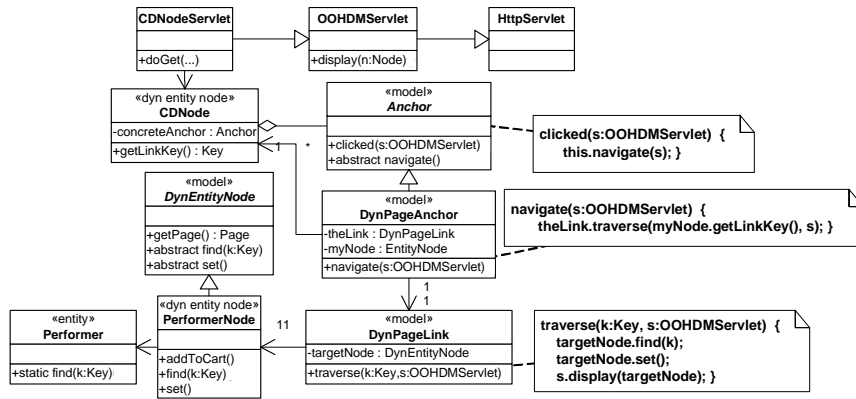 CDNodeServlet
+doGet(...)
OOHDMServlet
+display(n:Node)
HttpServlet
«dyn entity node»
CDNode
-concreteAnchor : Anchor
+getLinkKey() : Key
1
*
«model»
Anchor
+clicked(s:OOHDMServlet)
+abstract navigate()
clicked(s:OOHDMServlet) {
this.navigate(s); }
«model»
DynEntityNode
+getPage() : Page
+abstract find(k:Key)
+abstract set()
«model»
DynPageAnchor
-theLink : DynPageLink
-myNode : EntityNode
+navigate(s:OOHDMServlet)
navigate(s:OOHDMServlet) {
theLink.traverse(myNode.getLinkKey(), s); }
1
1
«entity»
Performer
+static find(k:Key)
«dyn entity node»
PerformerNode
+addToCart()
+find(k:Key)
+set()
11
«model»
DynPageLink
-targetNode : DynEntityNode
+traverse(k:Key,s:OOHDMServlet)
traverse(k:Key, s:OOHDMServlet) {
targetNode.find(k);
targetNode.set();
s.display(targetNode); }